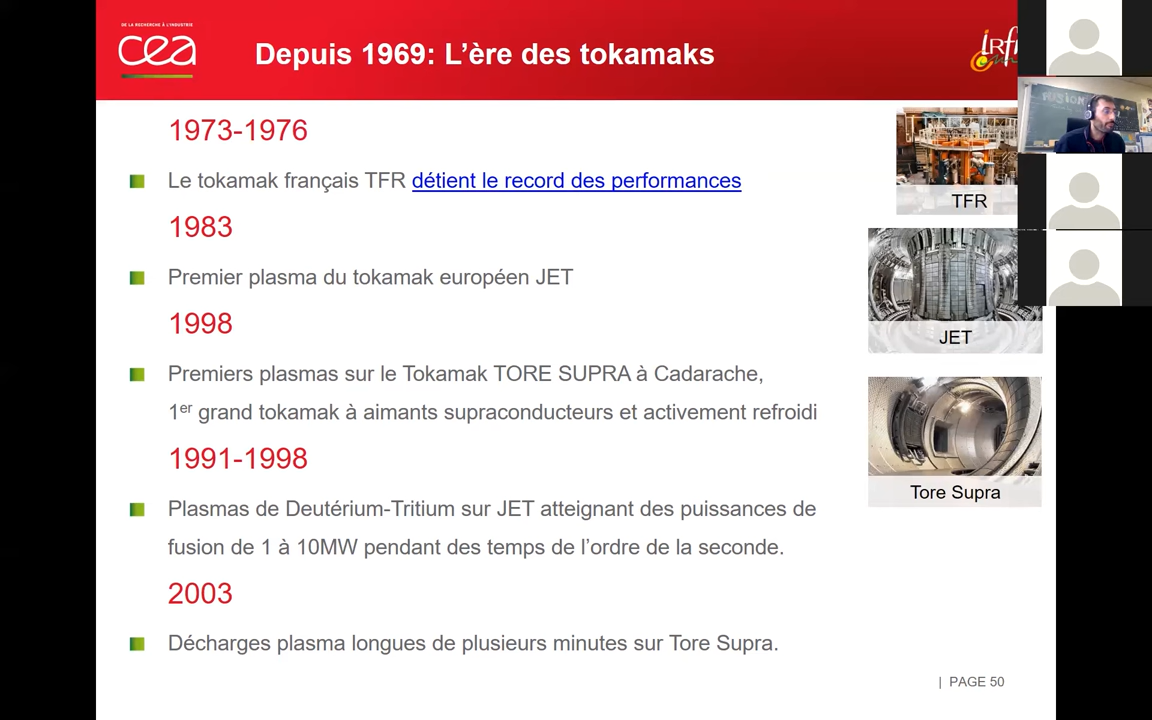 DE LA RECHERCHE À L'INDUSTRIE
cea
Depuis 1969: L'ère des tokamaks
1973-1976
Le tokamak français TFR détient le record des performances
1983
Premier plasma du tokamak européen JET
1998
Premiers plasmas sur le Tokamak TORE SUPRA à Cadarache,
1er grand tokamak à aimants supraconducteurs et activement refroidi
1991-1998
Plasmas de Deutérium-Tritium sur JET atteignant des puissances de
fusion de 1 à 10MW pendant des temps de l'ordre de la seconde.
2003
Décharges plasma longues de plusieurs minutes sur Tore Supra.
TFR
JET
Tore Supra
| PAGE 50